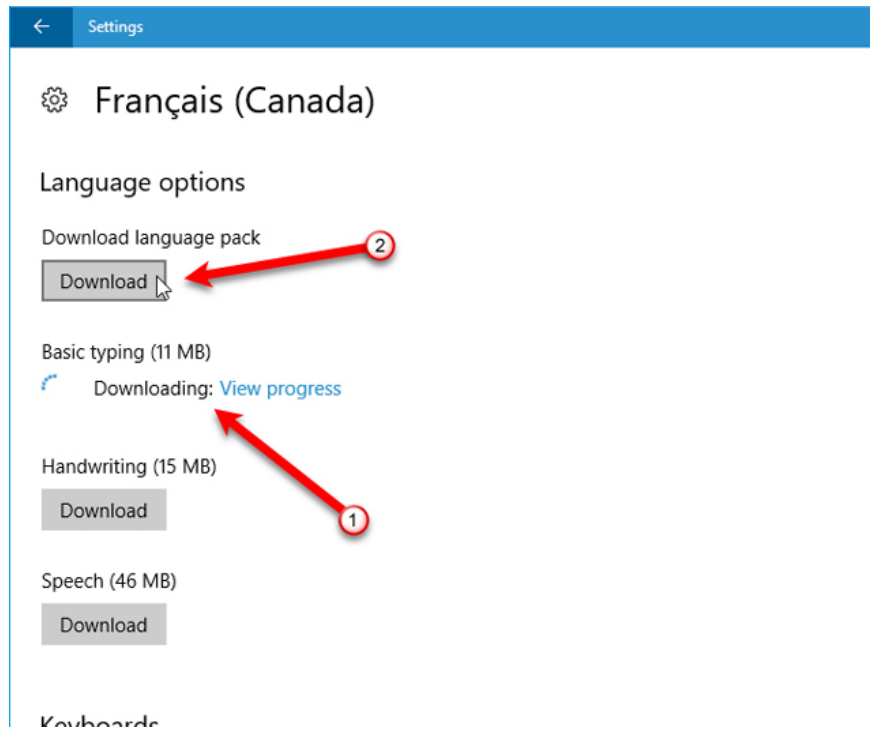 Settings
Français (Canada)
Language options
Download language pack
2
Download
Basic typing (11 MB)
Downloading: View progress
Handwriting (15 MB)
Download
1
Speech (46 MB)
Download
Keyboards